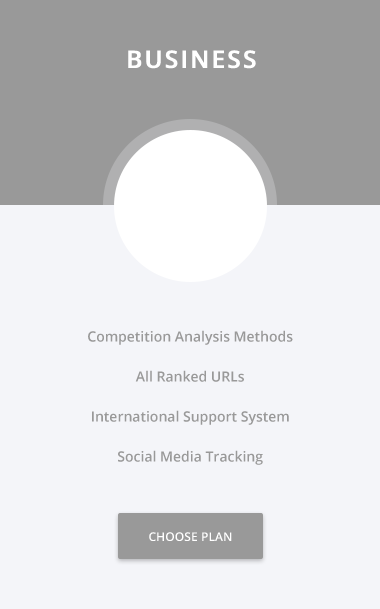 BUSINESS
Competition Analysis Methods
All Ranked URLs
International Support System
Social Media Tracking
CHOOSE PLAN